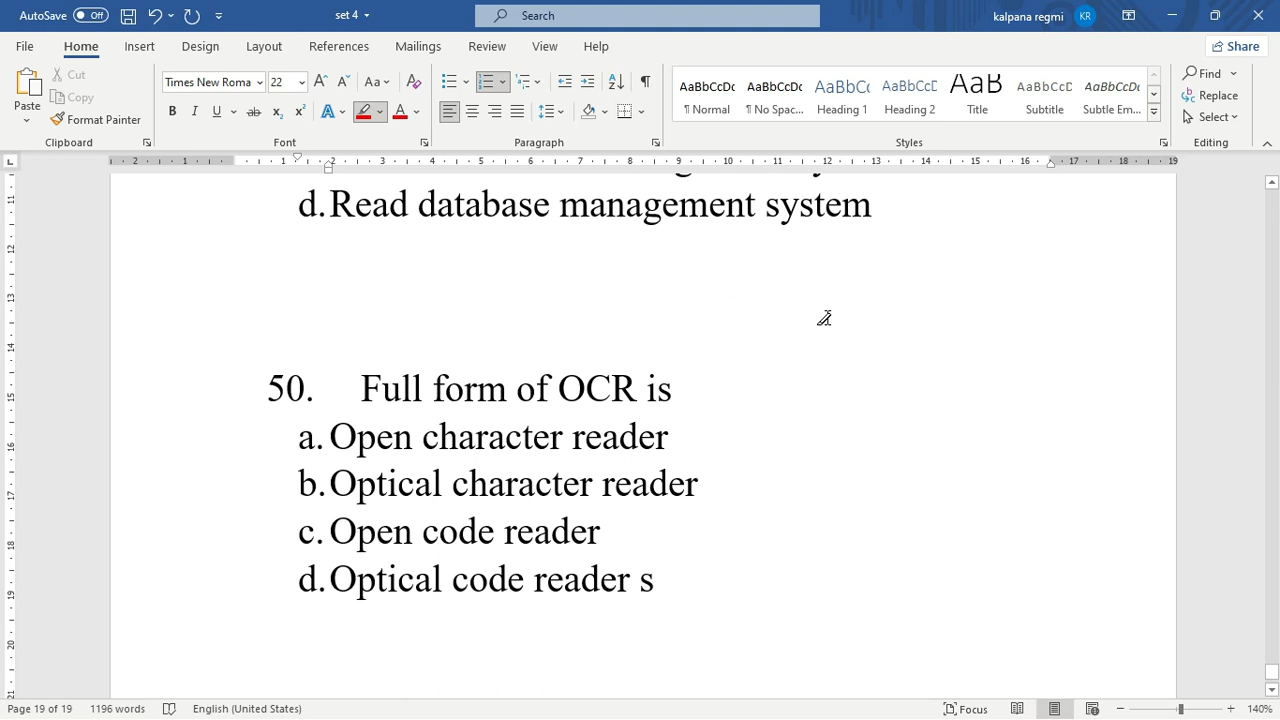 AutoSave Off set 4 Search kalpana regmi KR
File Home Insert Design Layout References Mailings Review View Help Share
Paste Cut Copy Format Painter Clipboard
Times New Roma 22 Aa Font
Paragraph
AaBbCcDc AaBbCcDc AaBbCc AaBbCcD AaB AaBbCcD AaBbCcD
¶ Normal ¶ No Spac... Heading 1 Heading 2 Title Subtitle Subtle Em... Styles
Find Replace Select Editing
d. Read database management system
50. Full form of OCR is
a. Open character reader
b. Optical character reader
c. Open code reader
d. Optical code reader s
Page 19 of 19 1196 words English (United States) Focus 140%